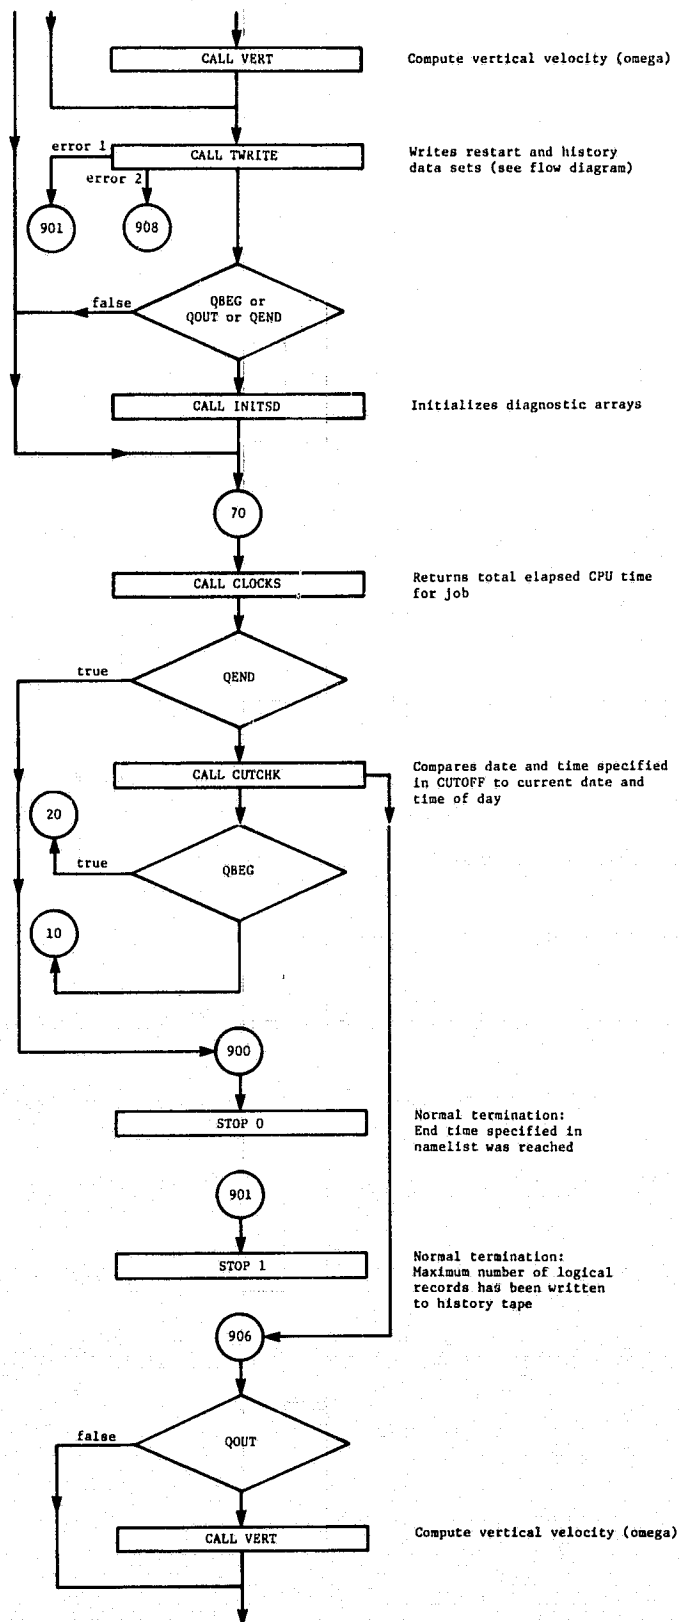 CALL VERT
Compute vertical velocity (omega)
error 1
CALL TWRITE
Writes restart and history
data sets (see flow diagram)
error 2
901
908
false
QBEG or
QOUT or QEND
CALL INITSD
Initializes diagnostic arrays
70
CALL CLOCKS
Returns total elapsed CPU time
for job
true
QEND
CALL CUTCHK
Compares date and time specified
in CUTOFF to current date and
time of day
20
true
QBEG
10
900
STOP 0
Normal termination:
End time specified in
namelist was reached
901
STOP 1
Normal termination:
Maximum number of logical
records has been written
to history tape
906
false
QOUT
CALL VERT
Compute vertical velocity (omega)